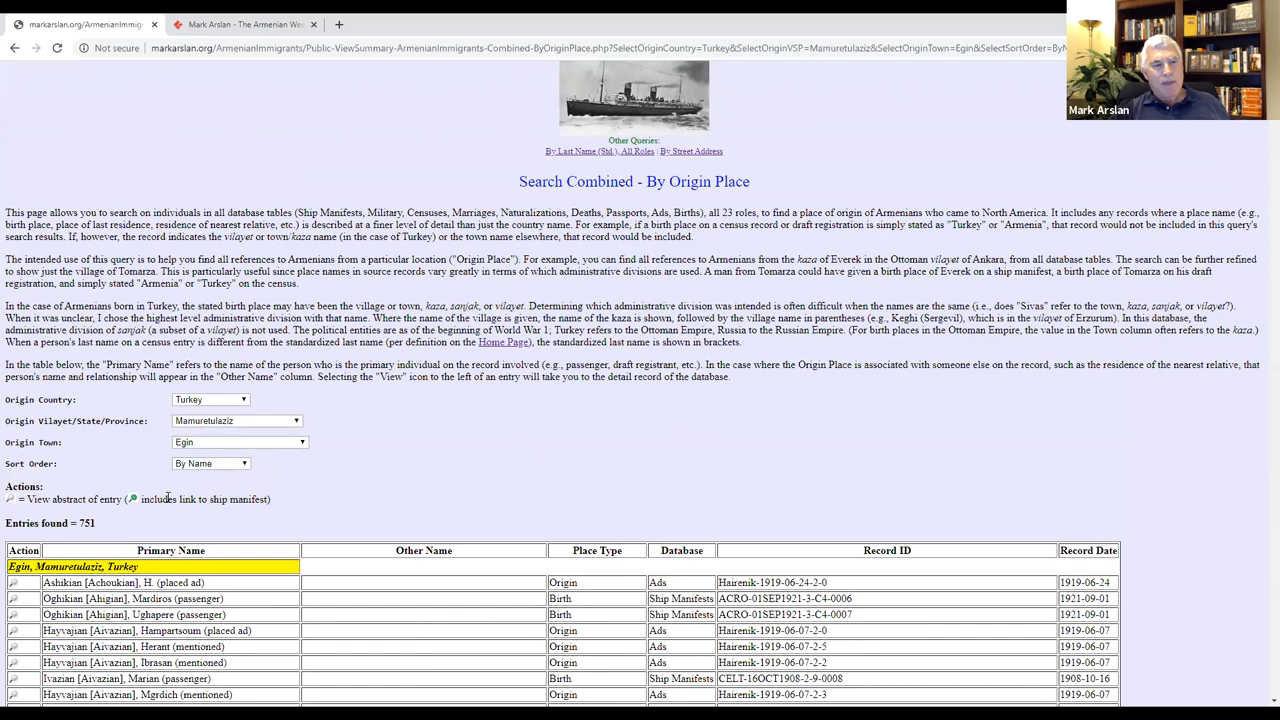 markarslan.org/ArmenianImmig
Mark Arslan - The Armenian Wee
Not secure
markarslan.org/ArmenianImmigrants/Public-ViewSummary-ArmenianImmigrants-Combined-ByOriginPlace.php?SelectOriginCountry=Turkey&SelectOriginVSP=Mamuretulaziz&SelectOriginTown=Egin&SelectSortOrder=ByN
Mark Arslan
Other Queries:
By Last Name (Std.), All Roles | By Street Address
Search Combined - By Origin Place
This page allows you to search on individuals in all database tables (Ship Manifests, Military, Censuses, Marriages, Naturalizations, Deaths, Passports, Ads, Births), all 23 roles, to find a place of origin of Armenians who came to North America. It includes any records where a place name (e.g.,
birth place, place of last residence, residence of nearest relative, etc.) is described at a finer level of detail than just the country name. For example, if a birth place on a census record or draft registration is simply stated as "Turkey" or "Armenia", that record would not be included in this query's
search results. If, however, the record indicates the vilayet or town/kaza name (in the case of Turkey) or the town name elsewhere, that record would be included.
The intended use of this query is to help you find all references to Armenians from a particular location ("Origin Place"). For example, you can find all references to Armenians from the kaza of Everek in the Ottoman vilayet of Ankara, from all database tables. The search can be further refined
to show just the village of Tomarza. This is particularly useful since place names in source records vary greatly in terms of which administrative divisions are used. A man from Tomarza could have given a birth place of Everek on a ship manifest, a birth place of Tomarza on his draft
registration, and simply stated "Armenia" or "Turkey" on the census.
In the case of Armenians born in Turkey, the stated birth place may have been the village or town, kaza, sanjak, or vilayet. Determining which administrative division was intended is often difficult when the names are the same (i.e., does "Sivas" refer to the town, kaza, sanjak, or vilayet?).
When it was unclear, I chose the highest level administrative division with that name. Where the name of the village is given, the name of the kaza is shown, followed by the village name in parentheses (e.g., Keghi (Sergevil), which is in the vilayet of Erzurum). In this database, the
administrative division of sanjak (a subset of a vilayet) is not used. The political entities are as of the beginning of World War 1; Turkey refers to the Ottoman Empire, Russia to the Russian Empire. (For birth places in the Ottoman Empire, the value in the Town column often refers to the kaza.)
When a person's last name on a census entry is different from the standardized last name (per definition on the Home Page), the standardized last name is shown in brackets.
In the table below, the "Primary Name" refers to the name of the person who is the primary individual on the record involved (e.g., passenger, draft registrant, etc.). In the case where the Origin Place is associated with someone else on the record, such as the residence of the nearest relative, that
person's name and relationship will appear in the "Other Name" column. Selecting the "View" icon to the left of an entry will take you to the detail record of the database.
Origin Country: Turkey
Origin Vilayet/State/Province: Mamuretulaziz
Origin Town: Egin
Sort Order: By Name
Actions:
= View abstract of entry ( includes link to ship manifest)
Entries found = 751
Action Primary Name Other Name Place Type Database Record ID Record Date
Egin, Mamuretulaziz, Turkey
Ashikian [Achoukian], H. (placed ad) Origin Ads Hairenik-1919-06-24-2-0 1919-06-24
Oghikian [Ahigian], Mardiros (passenger) Birth Ship Manifests ACRO-01SEP1921-3-C4-0006 1921-09-01
Oghikian [Ahigian], Ughapere (passenger) Birth Ship Manifests ACRO-01SEP1921-3-C4-0007 1921-09-01
Hayvajian [Aivazian], Hampartsoum (placed ad) Origin Ads Hairenik-1919-06-07-2-0 1919-06-07
Hayvajian [Aivazian], Herant (mentioned) Origin Ads Hairenik-1919-06-07-2-5 1919-06-07
Hayvajian [Aivazian], Ibrasan (mentioned) Origin Ads Hairenik-1919-06-07-2-2 1919-06-07
Ivazian [Aivazian], Marian (passenger) Birth Ship Manifests CELT-16OCT1908-2-9-0008 1908-10-16
Hayvajian [Aivazian], Mgrdich (mentioned) Origin Ads Hairenik-1919-06-07-2-3 1919-06-07